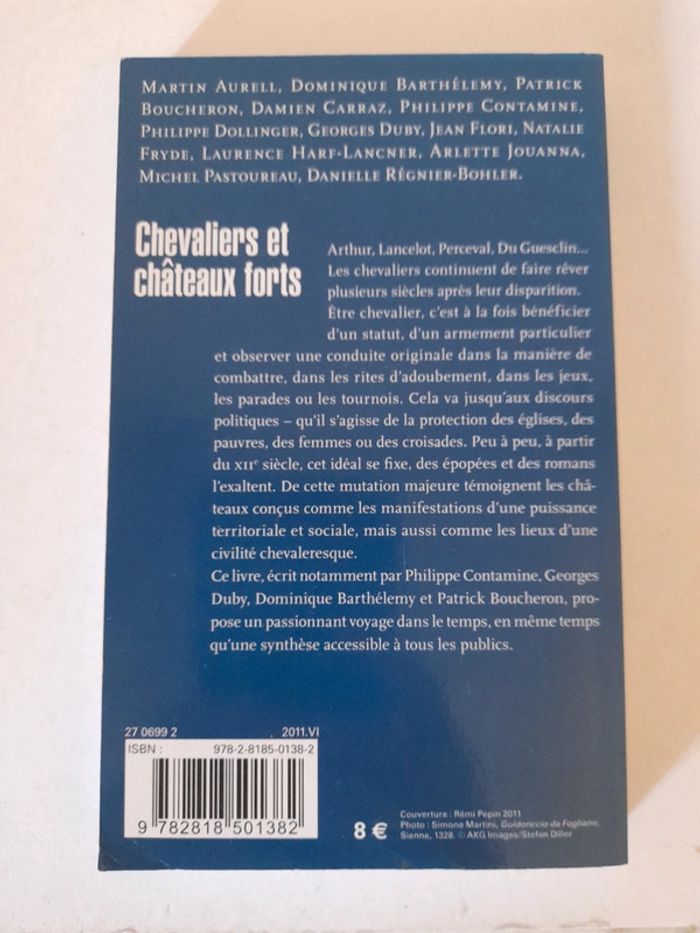 MARTIN AURELL, DOMINIQUE BARTHÉLEMY, PATRICK
BOUCHERON, DAMIEN CARRAZ, PHILIPPE CONTAMINE,
PHILIPPE DOLLINGER, GEORGES DUBY, JEAN FLORI, NATALIE
FRYDE, LAURENCE HARF-LANCNER, ARLETTE JOUANNA,
MICHEL PASTOUREAU, DANIELLE RÉGNIER-BOHLER.
Chevaliers et
châteaux forts
Arthur, Lancelot, Perceval, Du Guesclin...
Les chevaliers continuent de faire rêver
plusieurs siècles après leur disparition.
Être chevalier, c'est à la fois bénéficier
d'un statut, d'un armement particulier
et observer une conduite originale dans la manière de
combattre, dans les rites d'adoubement, dans les jeux,
les parades ou les tournois. Cela va jusqu'aux discours
politiques – qu'il s'agisse de la protection des églises, des
pauvres, des femmes ou des croisades. Peu à peu, à partir
du XIIe siècle, cet idéal se fixe, des épopées et des romans
l'exaltent. De cette mutation majeure témoignent les châ-
teaux conçus comme les manifestations d'une puissance
territoriale et sociale, mais aussi comme les lieux d'une
civilité chevaleresque.
Ce livre, écrit notamment par Philippe Contamine, Georges
Duby, Dominique Barthélemy et Patrick Boucheron, pro-
pose un passionnant voyage dans le temps, en même temps
qu'une synthèse accessible à tous les publics.
27 0699 2 . 2011.VI
ISBN : 978-2-8185-0138-2
9 782818 501382
8 €
Couverture : Rémi Pépin 2011
Photo : Simone Martini, Guidoriccio da Fogliano,
Sienne, 1328. © AKG Images/Stefan Diller